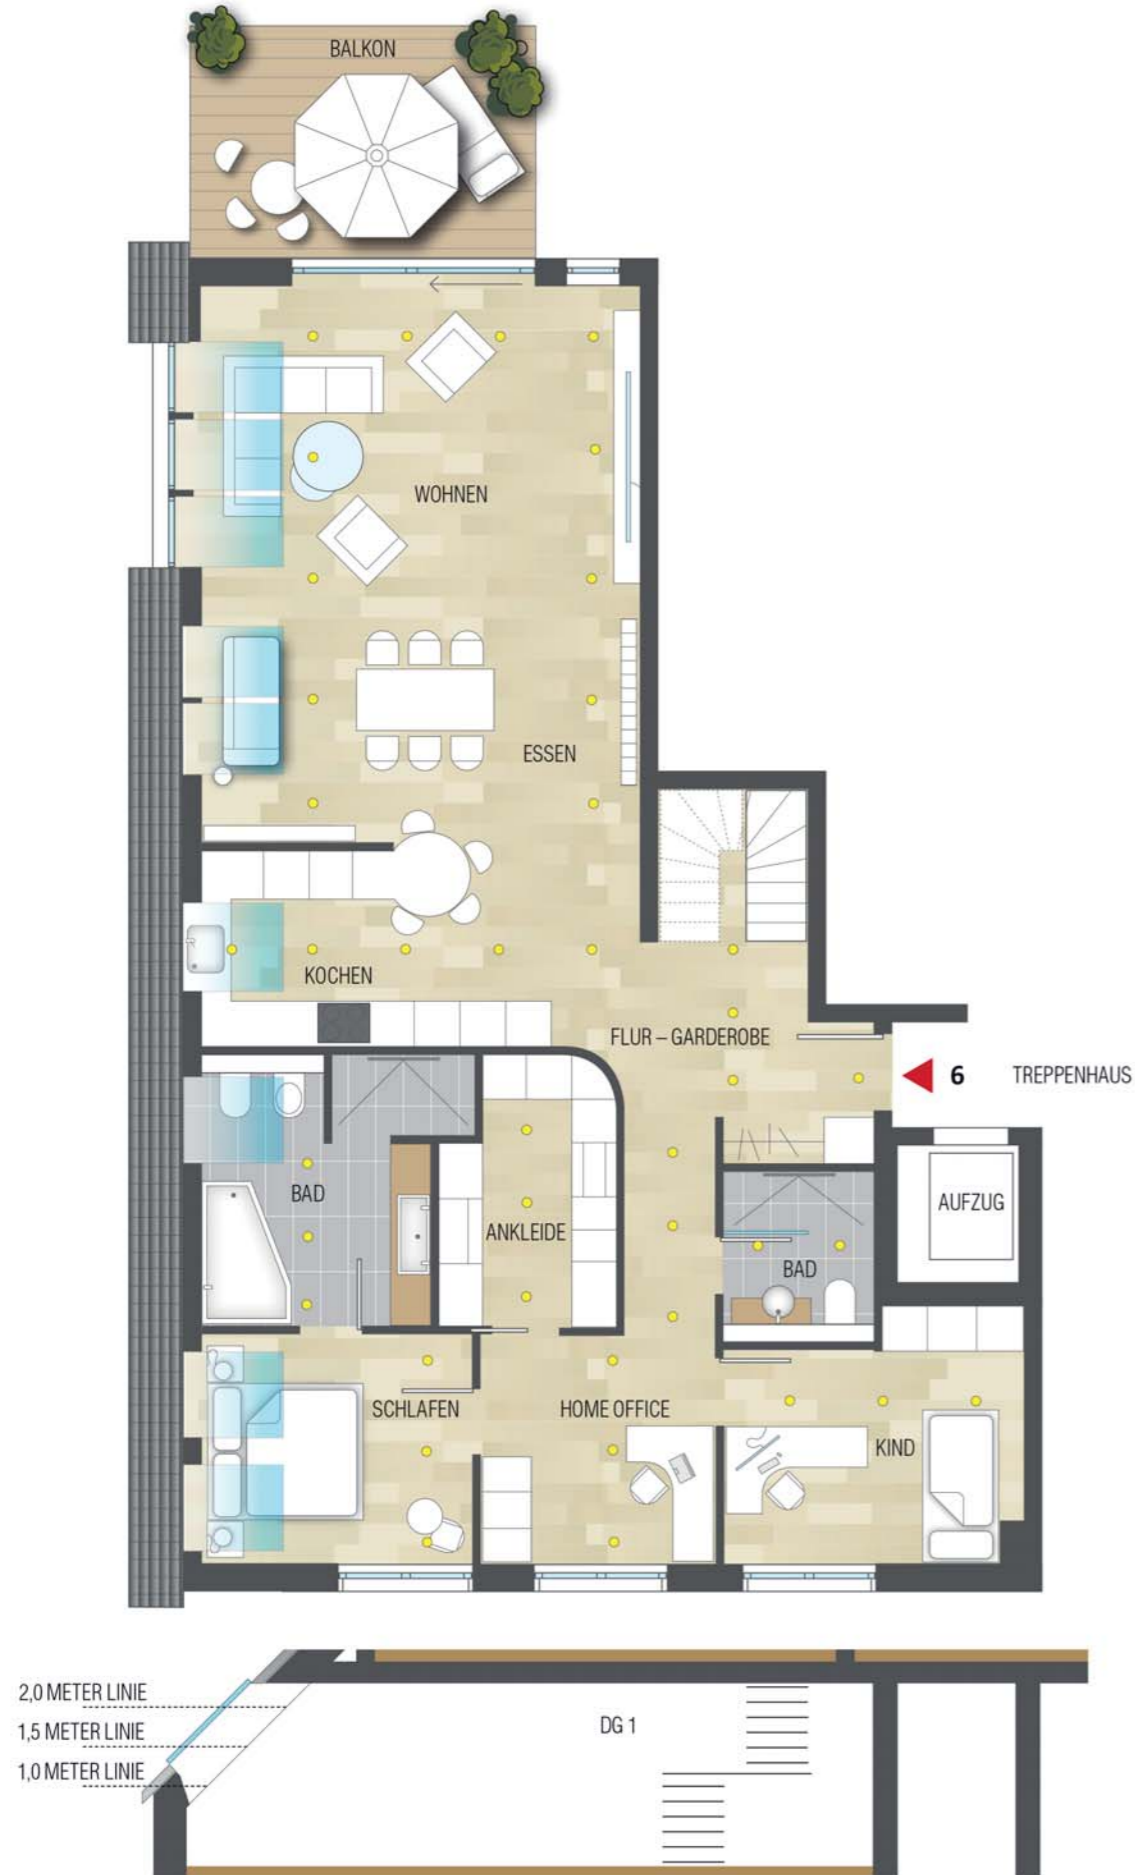 BALKON
WOHNEN
ESSEN
KOCHEN
FLUR – GARDEROBE
6 TREPPENHAUS
BAD
ANKLEIDE
AUFZUG
BAD
SCHLAFEN
HOME OFFICE
KIND
2,0 METER LINIE
1,5 METER LINIE
1,0 METER LINIE
DG 1